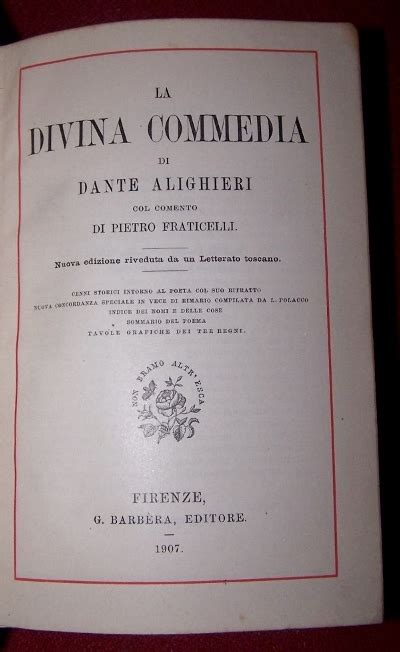 LA
DIVINA COMMEDIA
DI
DANTE ALIGHIERI
COL COMENTO
DI PIETRO FRATICELLI.
Nuova edizione riveduta da un Letterato toscano.
CENNI STORICI INTORNO AL POETA COL SUO RITRATTO
NUOVA CONCORDANZA SPECIALE IN VECE DI RIMARIO COMPILATA DA L. POLACCO
INDICE DEI NOMI E DELLE COSE
SOMMARIO DEL POEMA
TAVOLE GRAFICHE DEI TRE REGNI.
NON BRAMO ALTR' ESCA
FIRENZE,
G. BARBÈRA, EDITORE.
1907.